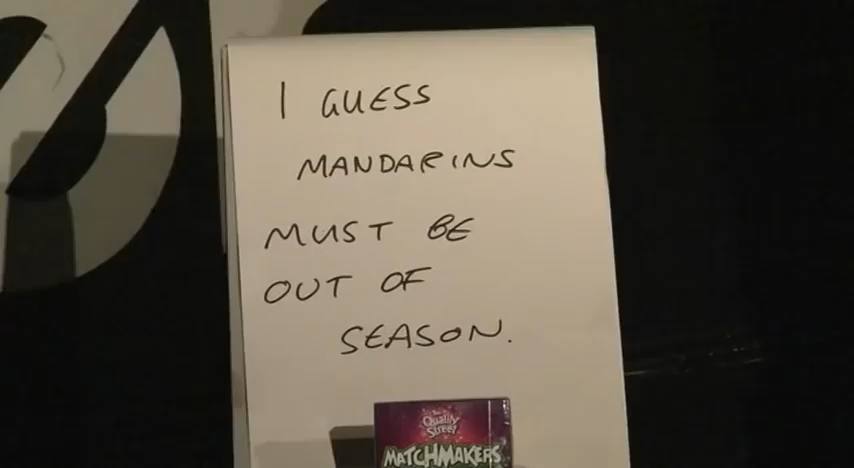 I GUESS
MANDARINS
MUST BE
OUT OF
SEASON.
Quality
Street
MATCHMAKERS